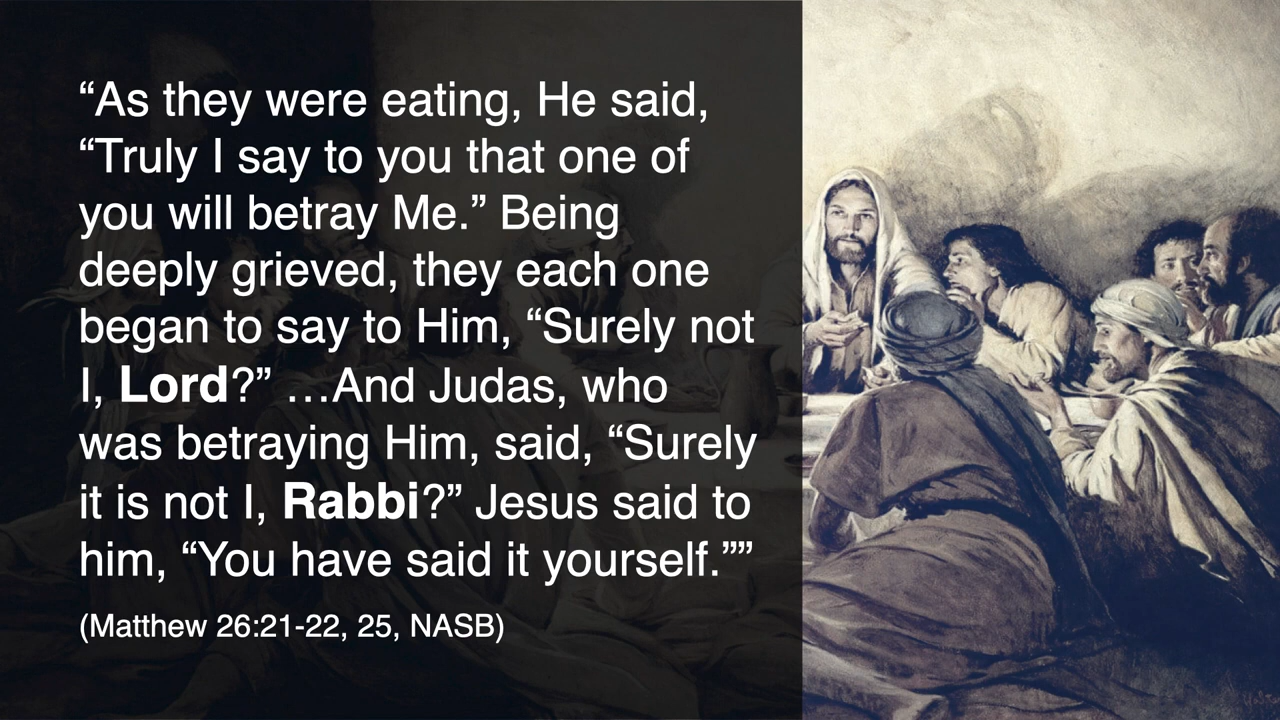 “As they were eating, He said,
“Truly I say to you that one of
you will betray Me.” Being
deeply grieved, they each one
began to say to Him, “Surely not
I, Lord?” …And Judas, who
was betraying Him, said, “Surely
it is not I, Rabbi?” Jesus said to
him, “You have said it yourself.””
(Matthew 26:21-22, 25, NASB)